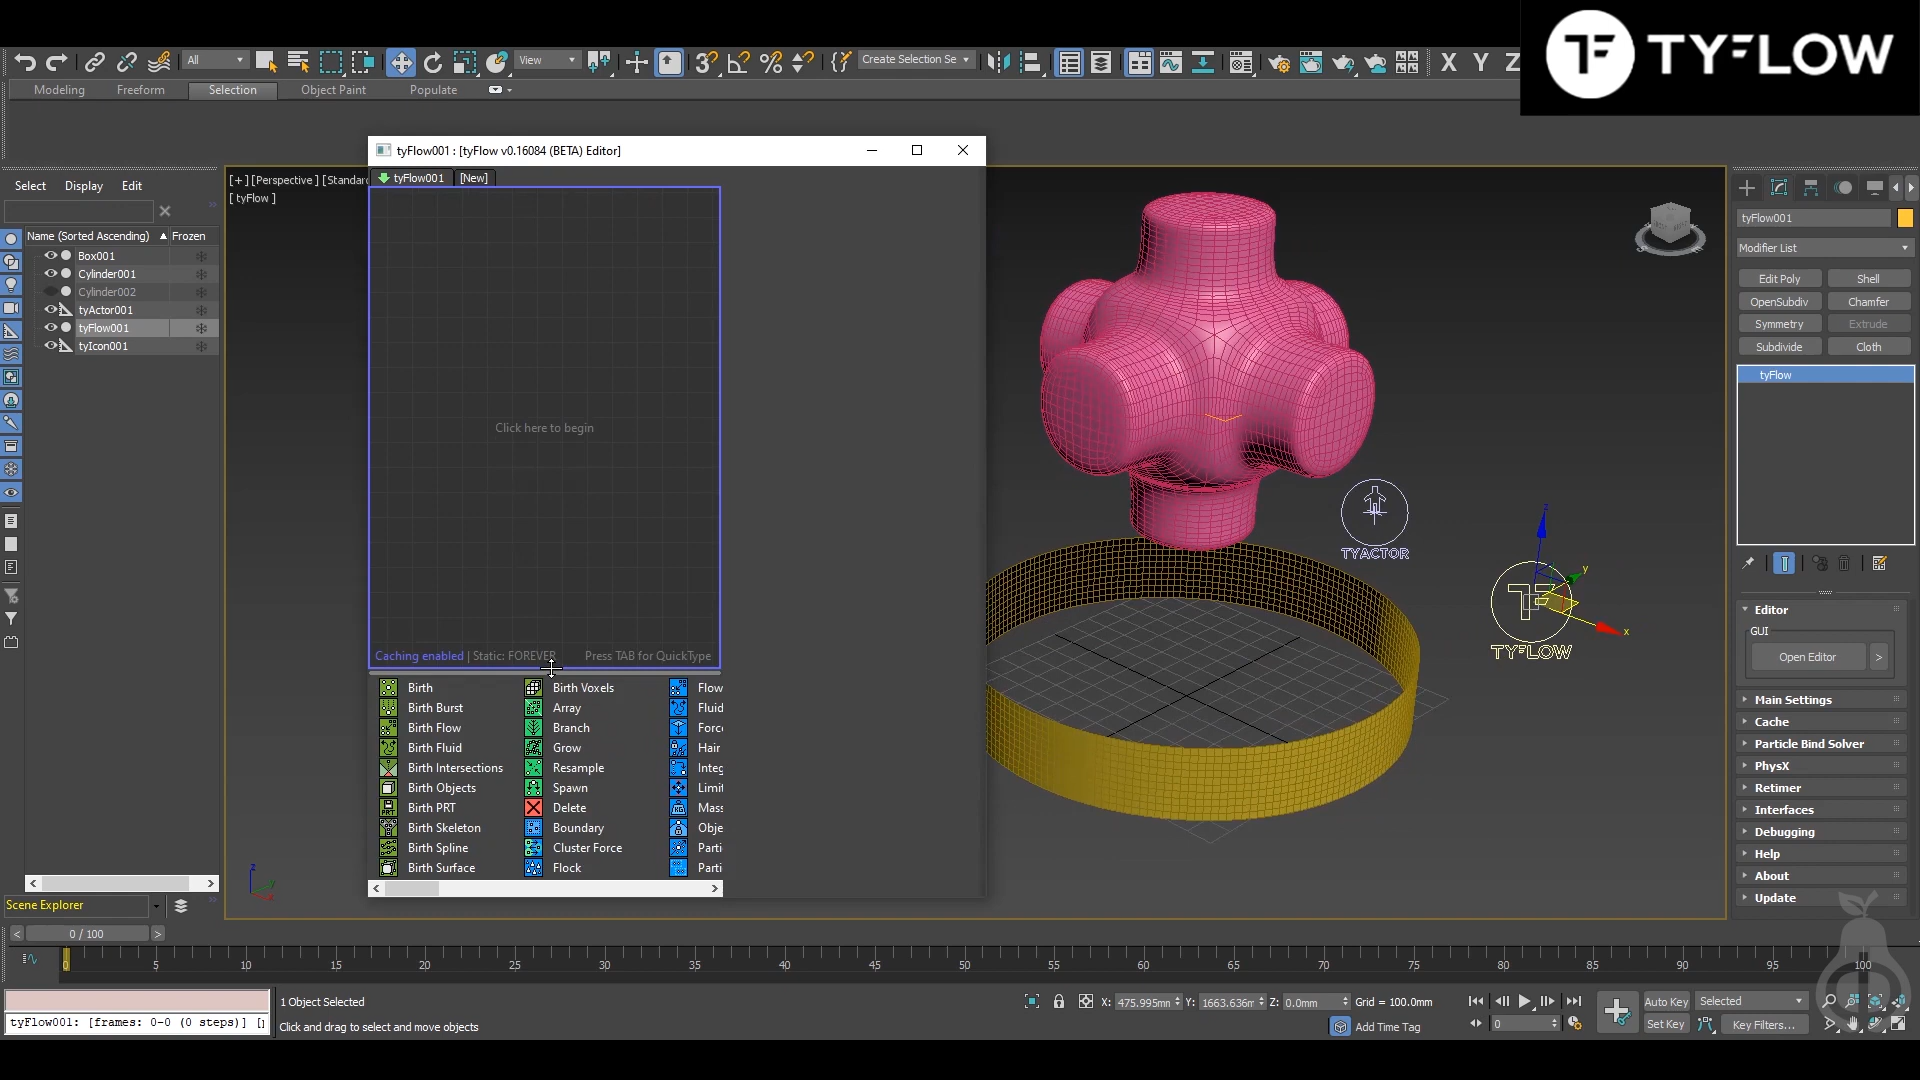 TYFLOW
All
View
Create Selection Se
X Y Z
Modeling Freeform Selection Object Paint Populate
tyFlow001 : [tyFlow v0.16084 (BETA) Editor]
Select Display Edit
[+] [Perspective ] [Standard
[ tyFlow ]
tyFlow001 [New]
Name (Sorted Ascending) Frozen
Box001
Cylinder001
Cylinder002
tyActor001
tyFlow001
tyIcon001
Click here to begin
Caching enabled | Static: FOREVER Press TAB for QuickType
Birth Birth Voxels Flow
Birth Burst Array Fluid
Birth Flow Branch Force
Birth Fluid Grow Hair
Birth Intersections Resample Integ
Birth Objects Spawn Limit
Birth PRT Delete Mass
Birth Skeleton Boundary Obje
Birth Spline Cluster Force Parti
Birth Surface Flock Parti
TYACTOR
TYFLOW
z
y
x
tyFlow001
Modifier List
Edit Poly Shell
OpenSubdiv Chamfer
Symmetry Extrude
Subdivide Cloth
tyFlow
Editor
GUI
Open Editor >
Main Settings
Cache
Particle Bind Solver
PhysX
Retimer
Interfaces
Debugging
Help
About
Update
Scene Explorer
< 0 / 100 >
0 5 10 15 20 25 30 35 40 45 50 55 60 65 70 75 80 85 90 95 100
1 Object Selected
tyFlow001: [frames: 0-0 (0 steps)]
Click and drag to select and move objects
X: 475.995mm Y: 1663.636m Z: 0.0mm Grid = 100.0mm
Add Time Tag
0
Auto Key Selected
Set Key Key Filters...